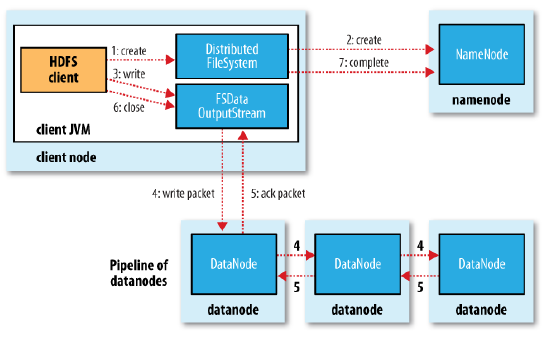 HDFS
client
1: create
3: write
6: close
Distributed
FileSystem
FSData
OutputStream
client JVM
client node
2: create
7: complete
NameNode
namenode
4: write packet
5: ack packet
Pipeline of
datanodes
DataNode
datanode
4
5
DataNode
datanode
4
5
DataNode
datanode